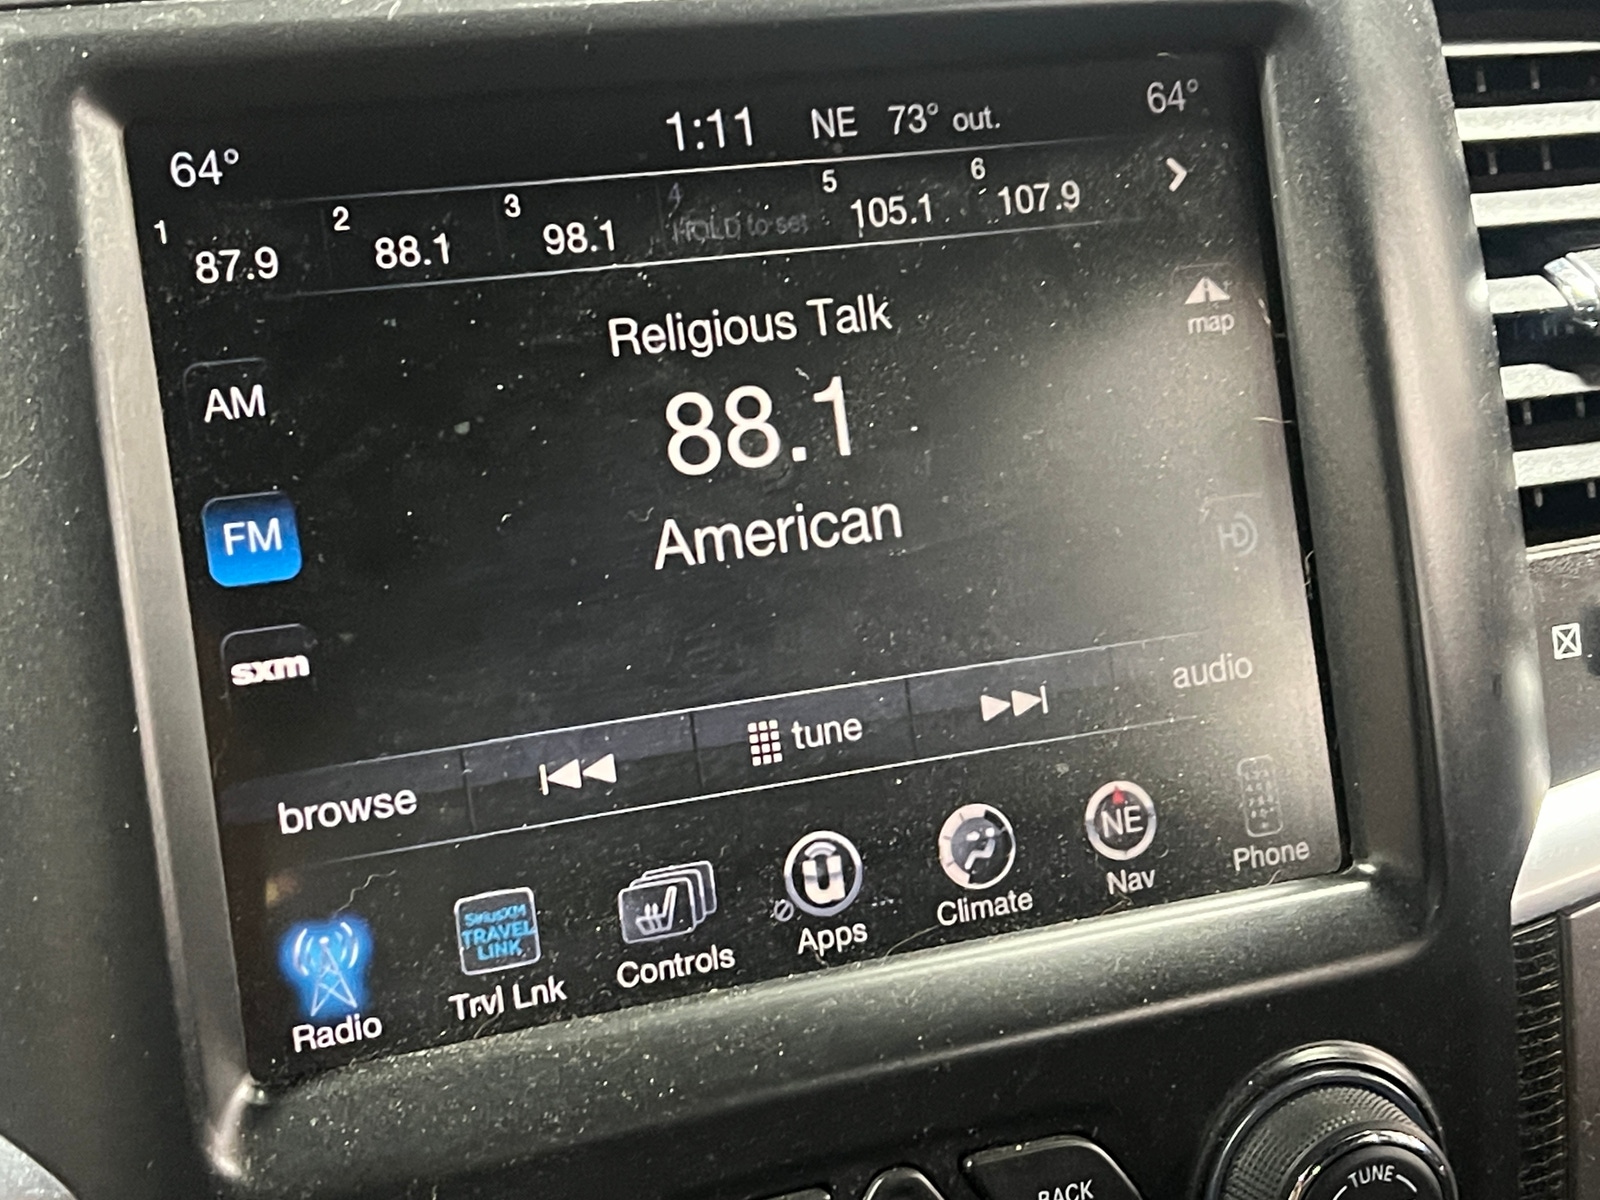 64° 1:11 NE 73° out. 64°
1 87.9 2 88.1 3 98.1 4 HOLD to set 5 105.1 6 107.9
Religious Talk
map
88.1
AM
American
FM
HD
sxm
audio
tune
browse
NE
SIRIUSXM
TRAVEL
LINK
Radio
Trvl Lnk
Controls
Apps
Climate
Nav
Phone
BACK
TUNE